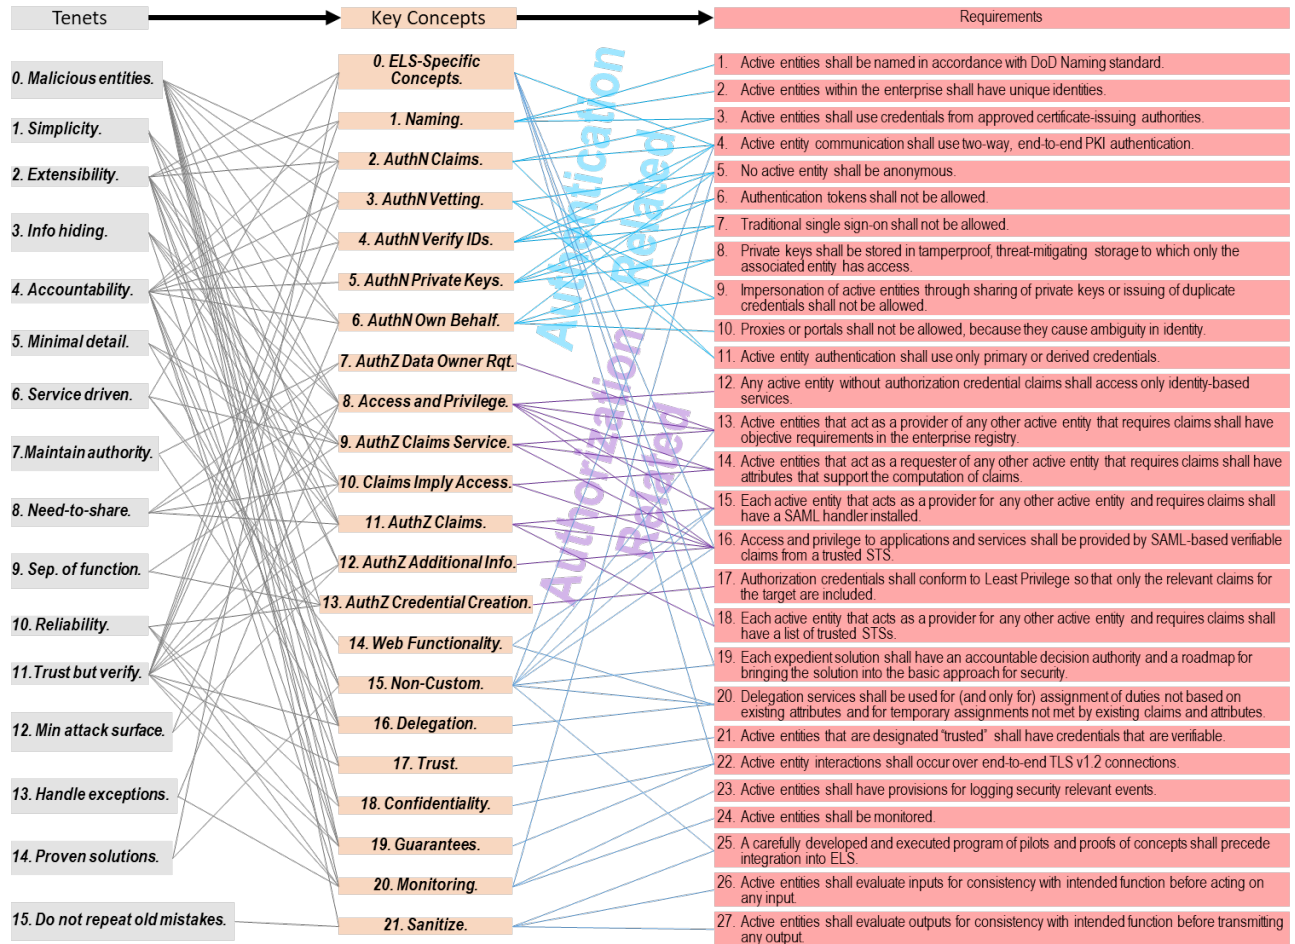 Tenets
Key Concepts
Requirements
0. Malicious entities.
1. Simplicity.
2. Extensibility.
3. Info hiding.
4. Accountability.
5. Minimal detail.
6. Service driven.
7.Maintain authority.
8. Need-to-share.
9. Sep. of function.
10. Reliability.
11.Trust but verify.
12. Min attack surface.
13. Handle exceptions.
14. Proven solutions.
15. Do not repeat old mistakes.
0. ELS-Specific
Concepts.
1. Naming.
2. AuthN Claims.
3. AuthN Vetting.
4. AuthN Verify IDs.
5. AuthN Private Keys.
6. AuthN Own Behalf.
7. AuthZ Data Owner Rqt.
8. Access and Privilege.
9. AuthZ Claims Service.
10. Claims Imply Access.
11. AuthZ Claims.
12. AuthZ Additional Info.
13. AuthZ Credential Creation.
14. Web Functionality.
15. Non-Custom.
16. Delegation.
17. Trust.
18. Confidentiality.
19. Guarantees.
20. Monitoring.
21. Sanitize.
Authentication
Related
Authorization
Related
1. Active entities shall be named in accordance with DoD Naming standard.
2. Active entities within the enterprise shall have unique identities.
3. Active entities shall use credentials from approved certificate-issuing authorities.
4. Active entity communication shall use two-way, end-to-end PKI authentication.
5. No active entity shall be anonymous.
6. Authentication tokens shall not be allowed.
7. Traditional single sign-on shall not be allowed.
8. Private keys shall be stored in tamperproof, threat-mitigating storage to which only the
associated entity has access.
9. Impersonation of active entities through sharing of private keys or issuing of duplicate
credentials shall not be allowed.
10. Proxies or portals shall not be allowed, because they cause ambiguity in identity.
11. Active entity authentication shall use only primary or derived credentials.
12. Any active entity without authorization credential claims shall access only identity-based
services.
13. Active entities that act as a provider of any other active entity that requires claims shall have
objective requirements in the enterprise registry.
14. Active entities that act as a requester of any other active entity that requires claims shall have
attributes that support the computation of claims.
15. Each active entity that acts as a provider for any other active entity and requires claims shall
have a SAML handler installed.
16. Access and privilege to applications and services shall be provided by SAML-based verifiable
claims from a trusted STS.
17. Authorization credentials shall conform to Least Privilege so that only the relevant claims for
the target are included.
18. Each active entity that acts as a provider for any other active entity and requires claims shall
have a list of trusted STSs.
19. Each expedient solution shall have an accountable decision authority and a roadmap for
bringing the solution into the basic approach for security.
20. Delegation services shall be used for (and only for) assignment of duties not based on
existing attributes and for temporary assignments not met by existing claims and attributes.
21. Active entities that are designated “trusted” shall have credentials that are verifiable.
22. Active entity interactions shall occur over end-to-end TLS v1.2 connections.
23. Active entities shall have provisions for logging security relevant events.
24. Active entities shall be monitored.
25. A carefully developed and executed program of pilots and proofs of concepts shall precede
integration into ELS.
26. Active entities shall evaluate inputs for consistency with intended function before acting on
any input.
27. Active entities shall evaluate outputs for consistency with intended function before transmitting
any output.